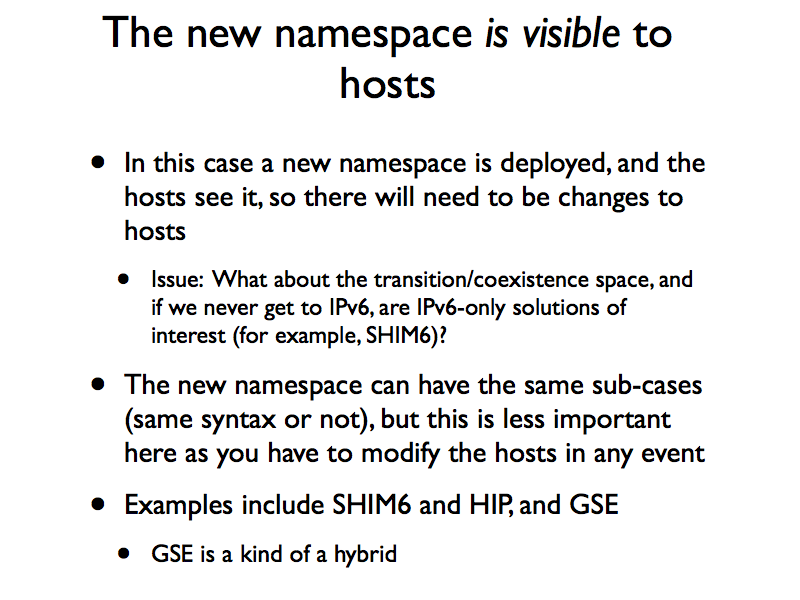 The new namespace is visible to
hosts
• In this case a new namespace is deployed, and the
hosts see it, so there will need to be changes to
hosts
• Issue: What about the transition/coexistence space, and
if we never get to IPv6, are IPv6-only solutions of
interest (for example, SHIM6)?
• The new namespace can have the same sub-cases
(same syntax or not), but this is less important
here as you have to modify the hosts in any event
• Examples include SHIM6 and HIP, and GSE
• GSE is a kind of a hybrid